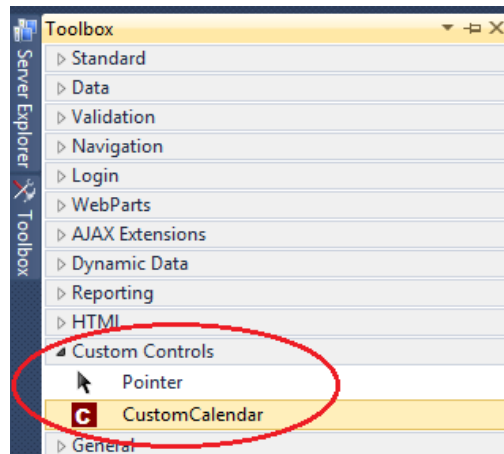 Toolbox
Server Explorer
Toolbox
Standard
Data
Validation
Navigation
Login
WebParts
AJAX Extensions
Dynamic Data
Reporting
HTML
Custom Controls
Pointer
C CustomCalendar
General